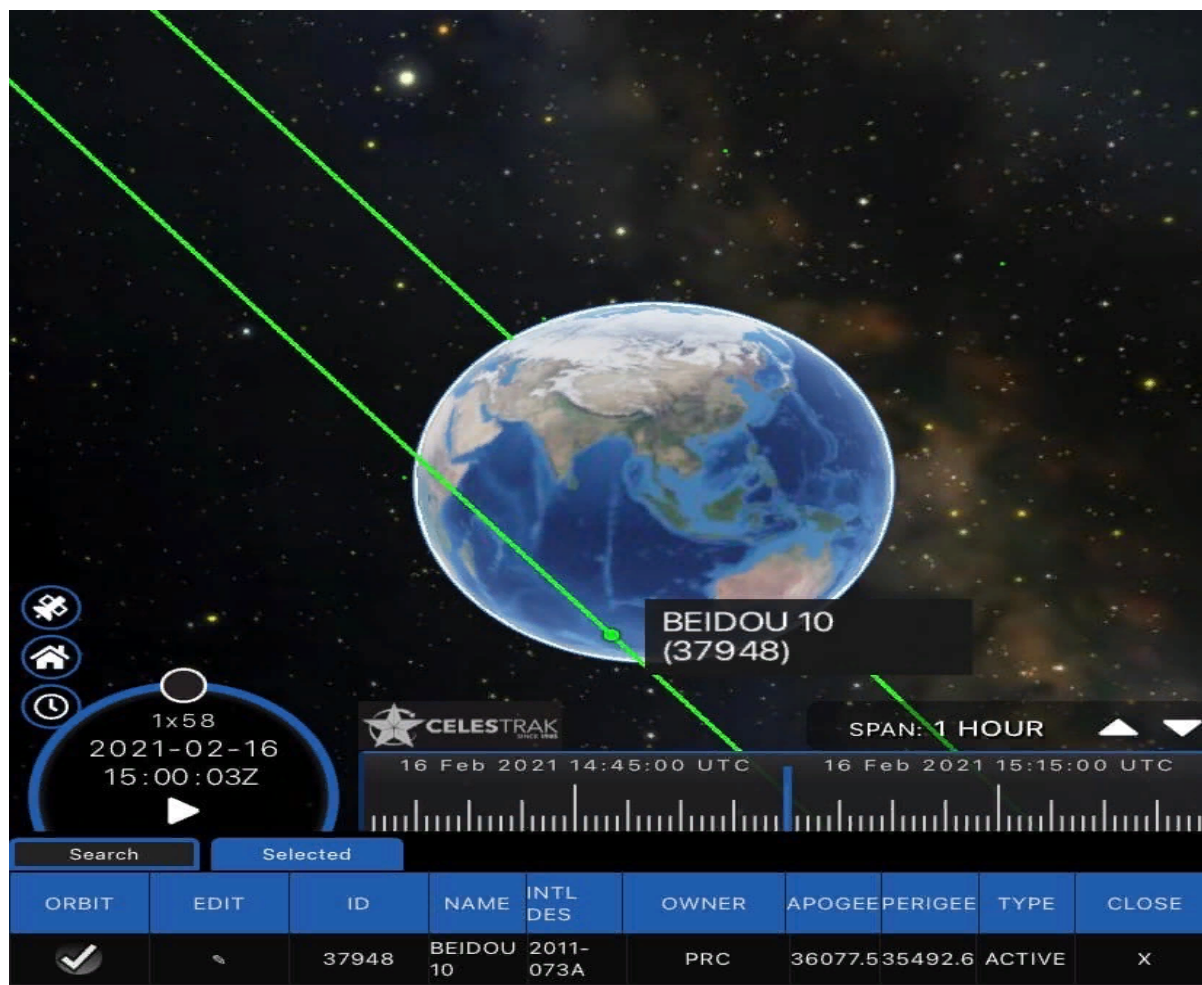 BEIDOU 10
(37948)
1x58
2021-02-16
15:00:03Z
CELESTRAK
SINCE 1985
SPAN: 1 HOUR
16 Feb 2021 14:45:00 UTC
16 Feb 2021 15:15:00 UTC
Search
Selected
ORBIT EDIT ID NAME INTL DES OWNER APOGEE PERIGEE TYPE CLOSE
37948 BEIDOU 10 2011-073A PRC 36077.5 35492.6 ACTIVE X